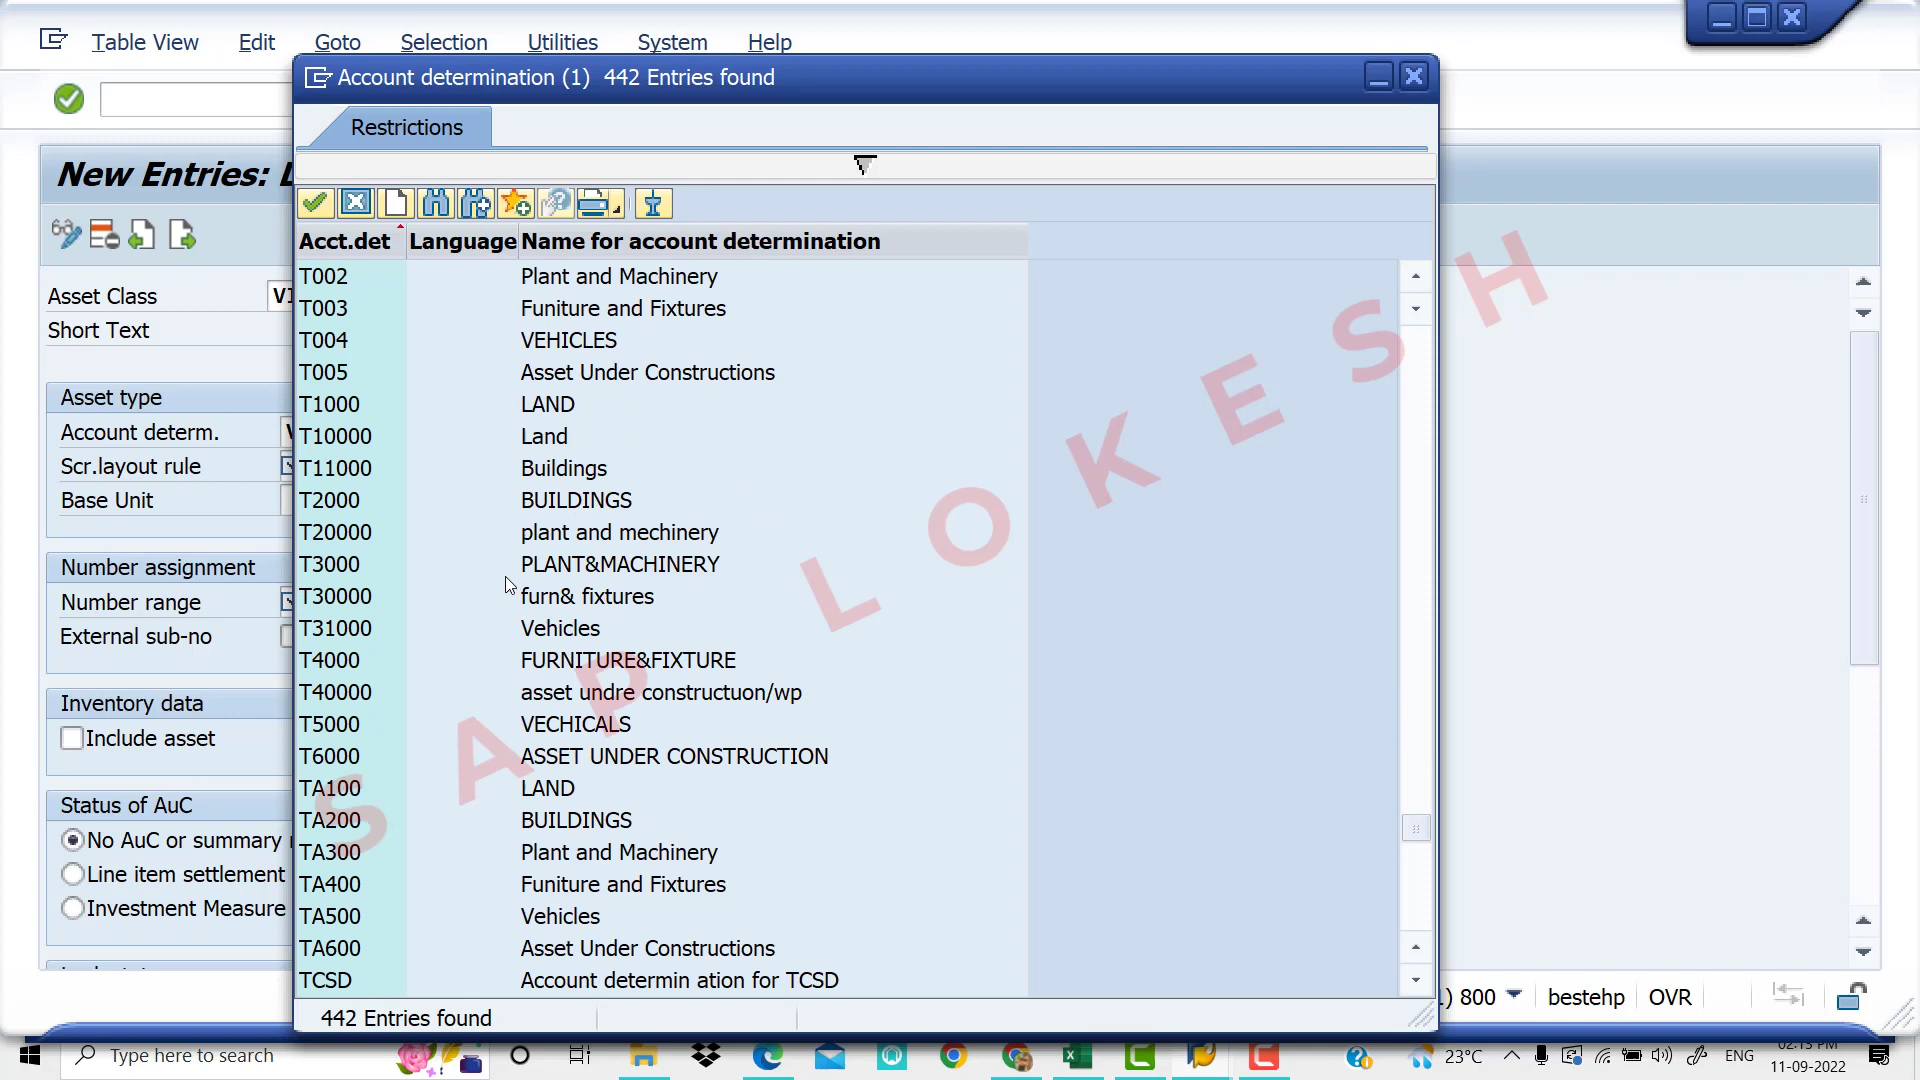 Table View Edit Goto Selection Utilities System Help
Account determination (1) 442 Entries found
Restrictions
New Entries:
Acct.det Language Name for account determination
T002 Plant and Machinery
T003 Funiture and Fixtures
T004 VEHICLES
T005 Asset Under Constructions
T1000 LAND
T10000 Land
T11000 Buildings
T2000 BUILDINGS
T20000 plant and mechinery
T3000 PLANT&MACHINERY
T30000 furn& fixtures
T31000 Vehicles
T4000 FURNITURE&FIXTURE
T40000 asset undre constructuon/wp
T5000 VECHICALS
T6000 ASSET UNDER CONSTRUCTION
TA100 LAND
TA200 BUILDINGS
TA300 Plant and Machinery
TA400 Funiture and Fixtures
TA500 Vehicles
TA600 Asset Under Constructions
TCSD Account determin ation for TCSD
442 Entries found
Asset Class
Short Text
Asset type
Account determ.
Scr.layout rule
Base Unit
Number assignment
Number range
External sub-no
Inventory data
Include asset
Status of AuC
No AuC or summary
Line item settlement
Investment Measure
SAP LOKESH
) 800 bestehp OVR
Type here to search
23°C ENG
02:13 PM
11-09-2022